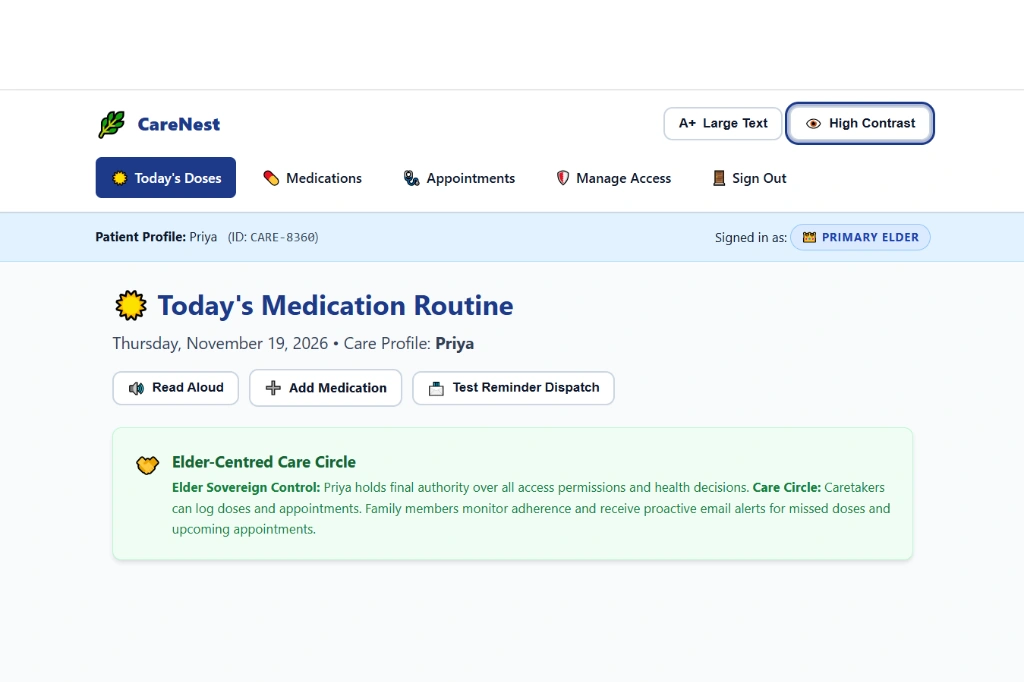 CareNest
A+ Large Text
High Contrast
Today's Doses
Medications
Appointments
Manage Access
Sign Out
Patient Profile: Priya (ID: CARE-8360)
Signed in as: PRIMARY ELDER
Today's Medication Routine
Thursday, November 19, 2026 • Care Profile: Priya
Read Aloud
Add Medication
Test Reminder Dispatch
Elder-Centred Care Circle
Elder Sovereign Control: Priya holds final authority over all access permissions and health decisions. Care Circle: Caretakers
can log doses and appointments. Family members monitor adherence and receive proactive email alerts for missed doses and
upcoming appointments.